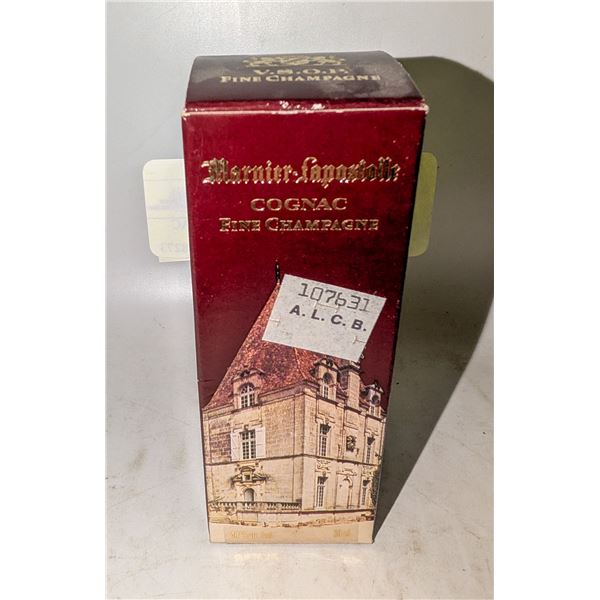 V.S.O.P.
FINE CHAMPAGNE
Marnier-Lapostolle
COGNAC
FINE CHAMPAGNE
107631
A. L. C. B.